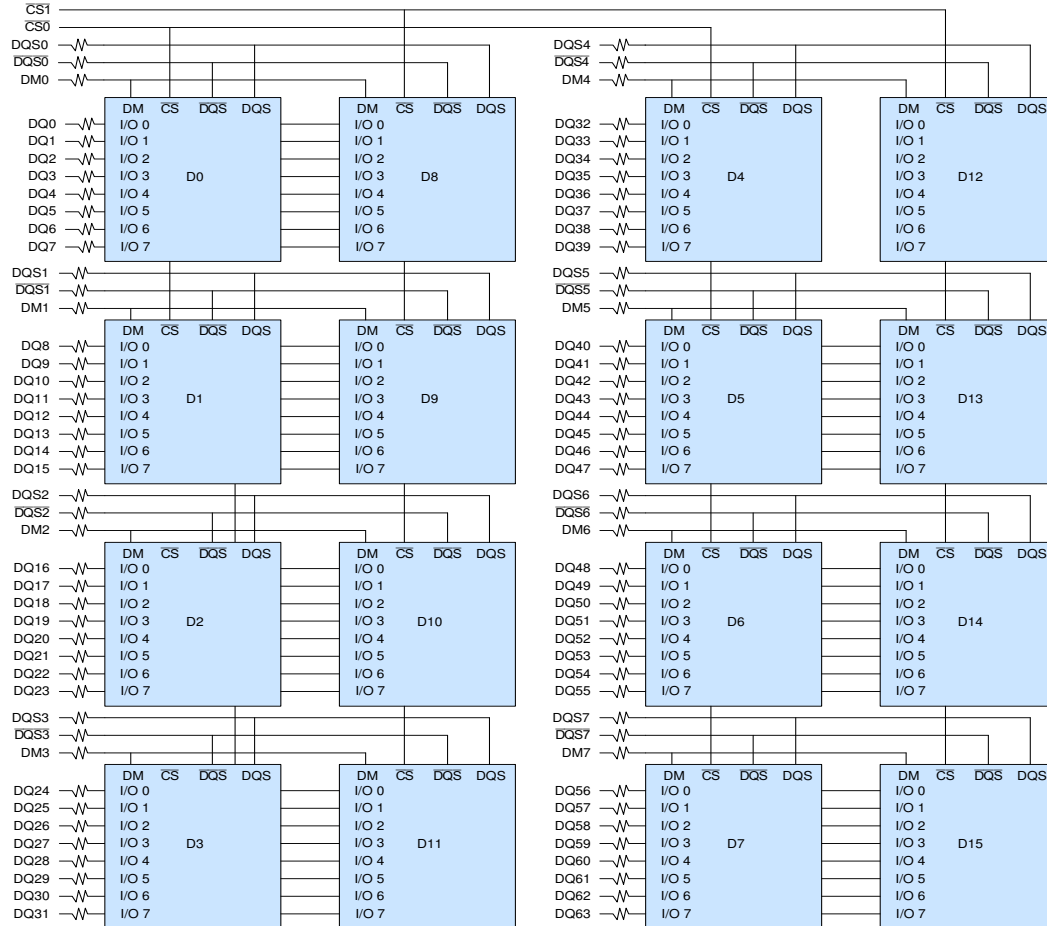 CS1
CS0
DQS0
DQS0
DM0
DM CS DQS DQS
DQ0 I/O 0
DQ1 I/O 1
DQ2 I/O 2
DQ3 I/O 3 D0
DQ4 I/O 4
DQ5 I/O 5
DQ6 I/O 6
DQ7 I/O 7
DM CS DQS DQS
I/O 0
I/O 1
I/O 2
I/O 3 D8
I/O 4
I/O 5
I/O 6
I/O 7
DQS4
DQS4
DM4
DM CS DQS DQS
DQ32 I/O 0
DQ33 I/O 1
DQ34 I/O 2
DQ35 I/O 3 D4
DQ36 I/O 4
DQ37 I/O 5
DQ38 I/O 6
DQ39 I/O 7
DM CS DQS DQS
I/O 0
I/O 1
I/O 2
I/O 3 D12
I/O 4
I/O 5
I/O 6
I/O 7
DQS1
DQS1
DM1
DM CS DQS DQS
DQ8 I/O 0
DQ9 I/O 1
DQ10 I/O 2
DQ11 I/O 3 D1
DQ12 I/O 4
DQ13 I/O 5
DQ14 I/O 6
DQ15 I/O 7
DM CS DQS DQS
I/O 0
I/O 1
I/O 2
I/O 3 D9
I/O 4
I/O 5
I/O 6
I/O 7
DQS5
DQS5
DM5
DM CS DQS DQS
DQ40 I/O 0
DQ41 I/O 1
DQ42 I/O 2
DQ43 I/O 3 D5
DQ44 I/O 4
DQ45 I/O 5
DQ46 I/O 6
DQ47 I/O 7
DM CS DQS DQS
I/O 0
I/O 1
I/O 2
I/O 3 D13
I/O 4
I/O 5
I/O 6
I/O 7
DQS2
DQS2
DM2
DM CS DQS DQS
DQ16 I/O 0
DQ17 I/O 1
DQ18 I/O 2
DQ19 I/O 3 D2
DQ20 I/O 4
DQ21 I/O 5
DQ22 I/O 6
DQ23 I/O 7
DM CS DQS DQS
I/O 0
I/O 1
I/O 2
I/O 3 D10
I/O 4
I/O 5
I/O 6
I/O 7
DQS6
DQS6
DM6
DM CS DQS DQS
DQ48 I/O 0
DQ49 I/O 1
DQ50 I/O 2
DQ51 I/O 3 D6
DQ52 I/O 4
DQ53 I/O 5
DQ54 I/O 6
DQ55 I/O 7
DM CS DQS DQS
I/O 0
I/O 1
I/O 2
I/O 3 D14
I/O 4
I/O 5
I/O 6
I/O 7
DQS3
DQS3
DM3
DM CS DQS DQS
DQ24 I/O 0
DQ25 I/O 1
DQ26 I/O 2
DQ27 I/O 3 D3
DQ28 I/O 4
DQ29 I/O 5
DQ30 I/O 6
DQ31 I/O 7
DM CS DQS DQS
I/O 0
I/O 1
I/O 2
I/O 3 D11
I/O 4
I/O 5
I/O 6
I/O 7
DQS7
DQS7
DM7
DM CS DQS DQS
DQ56 I/O 0
DQ57 I/O 1
DQ58 I/O 2
DQ59 I/O 3 D7
DQ60 I/O 4
DQ61 I/O 5
DQ62 I/O 6
DQ63 I/O 7
DM CS DQS DQS
I/O 0
I/O 1
I/O 2
I/O 3 D15
I/O 4
I/O 5
I/O 6
I/O 7